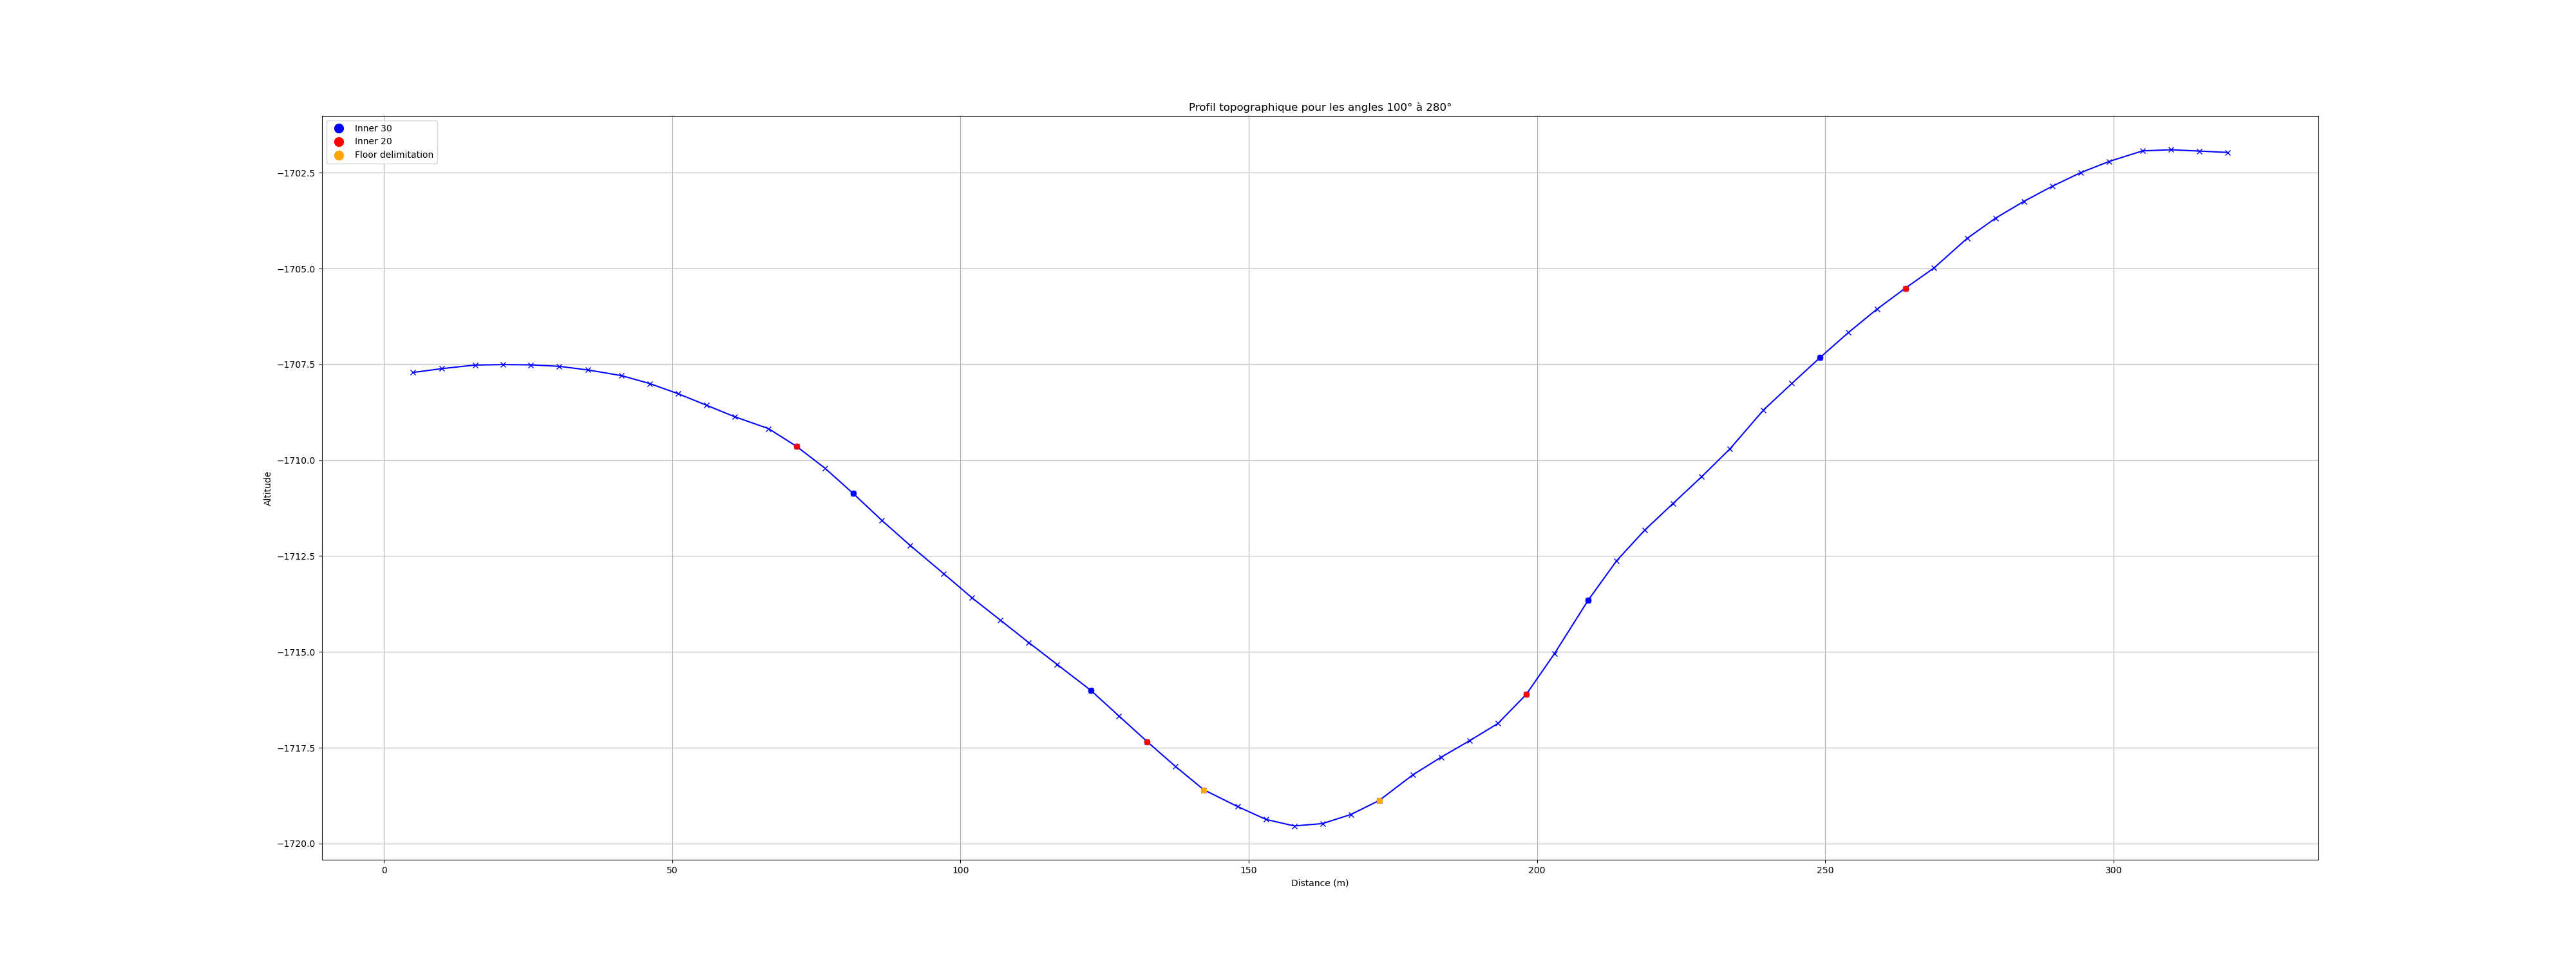 Profil topographique pour les angles 100° à 280°
Inner 30
Inner 20
Floor delimitation
−1702.5
−1705.0
−1707.5
−1710.0
−1712.5
−1715.0
−1717.5
−1720.0
Altitude
0 50 100 150 200 250 300
Distance (m)